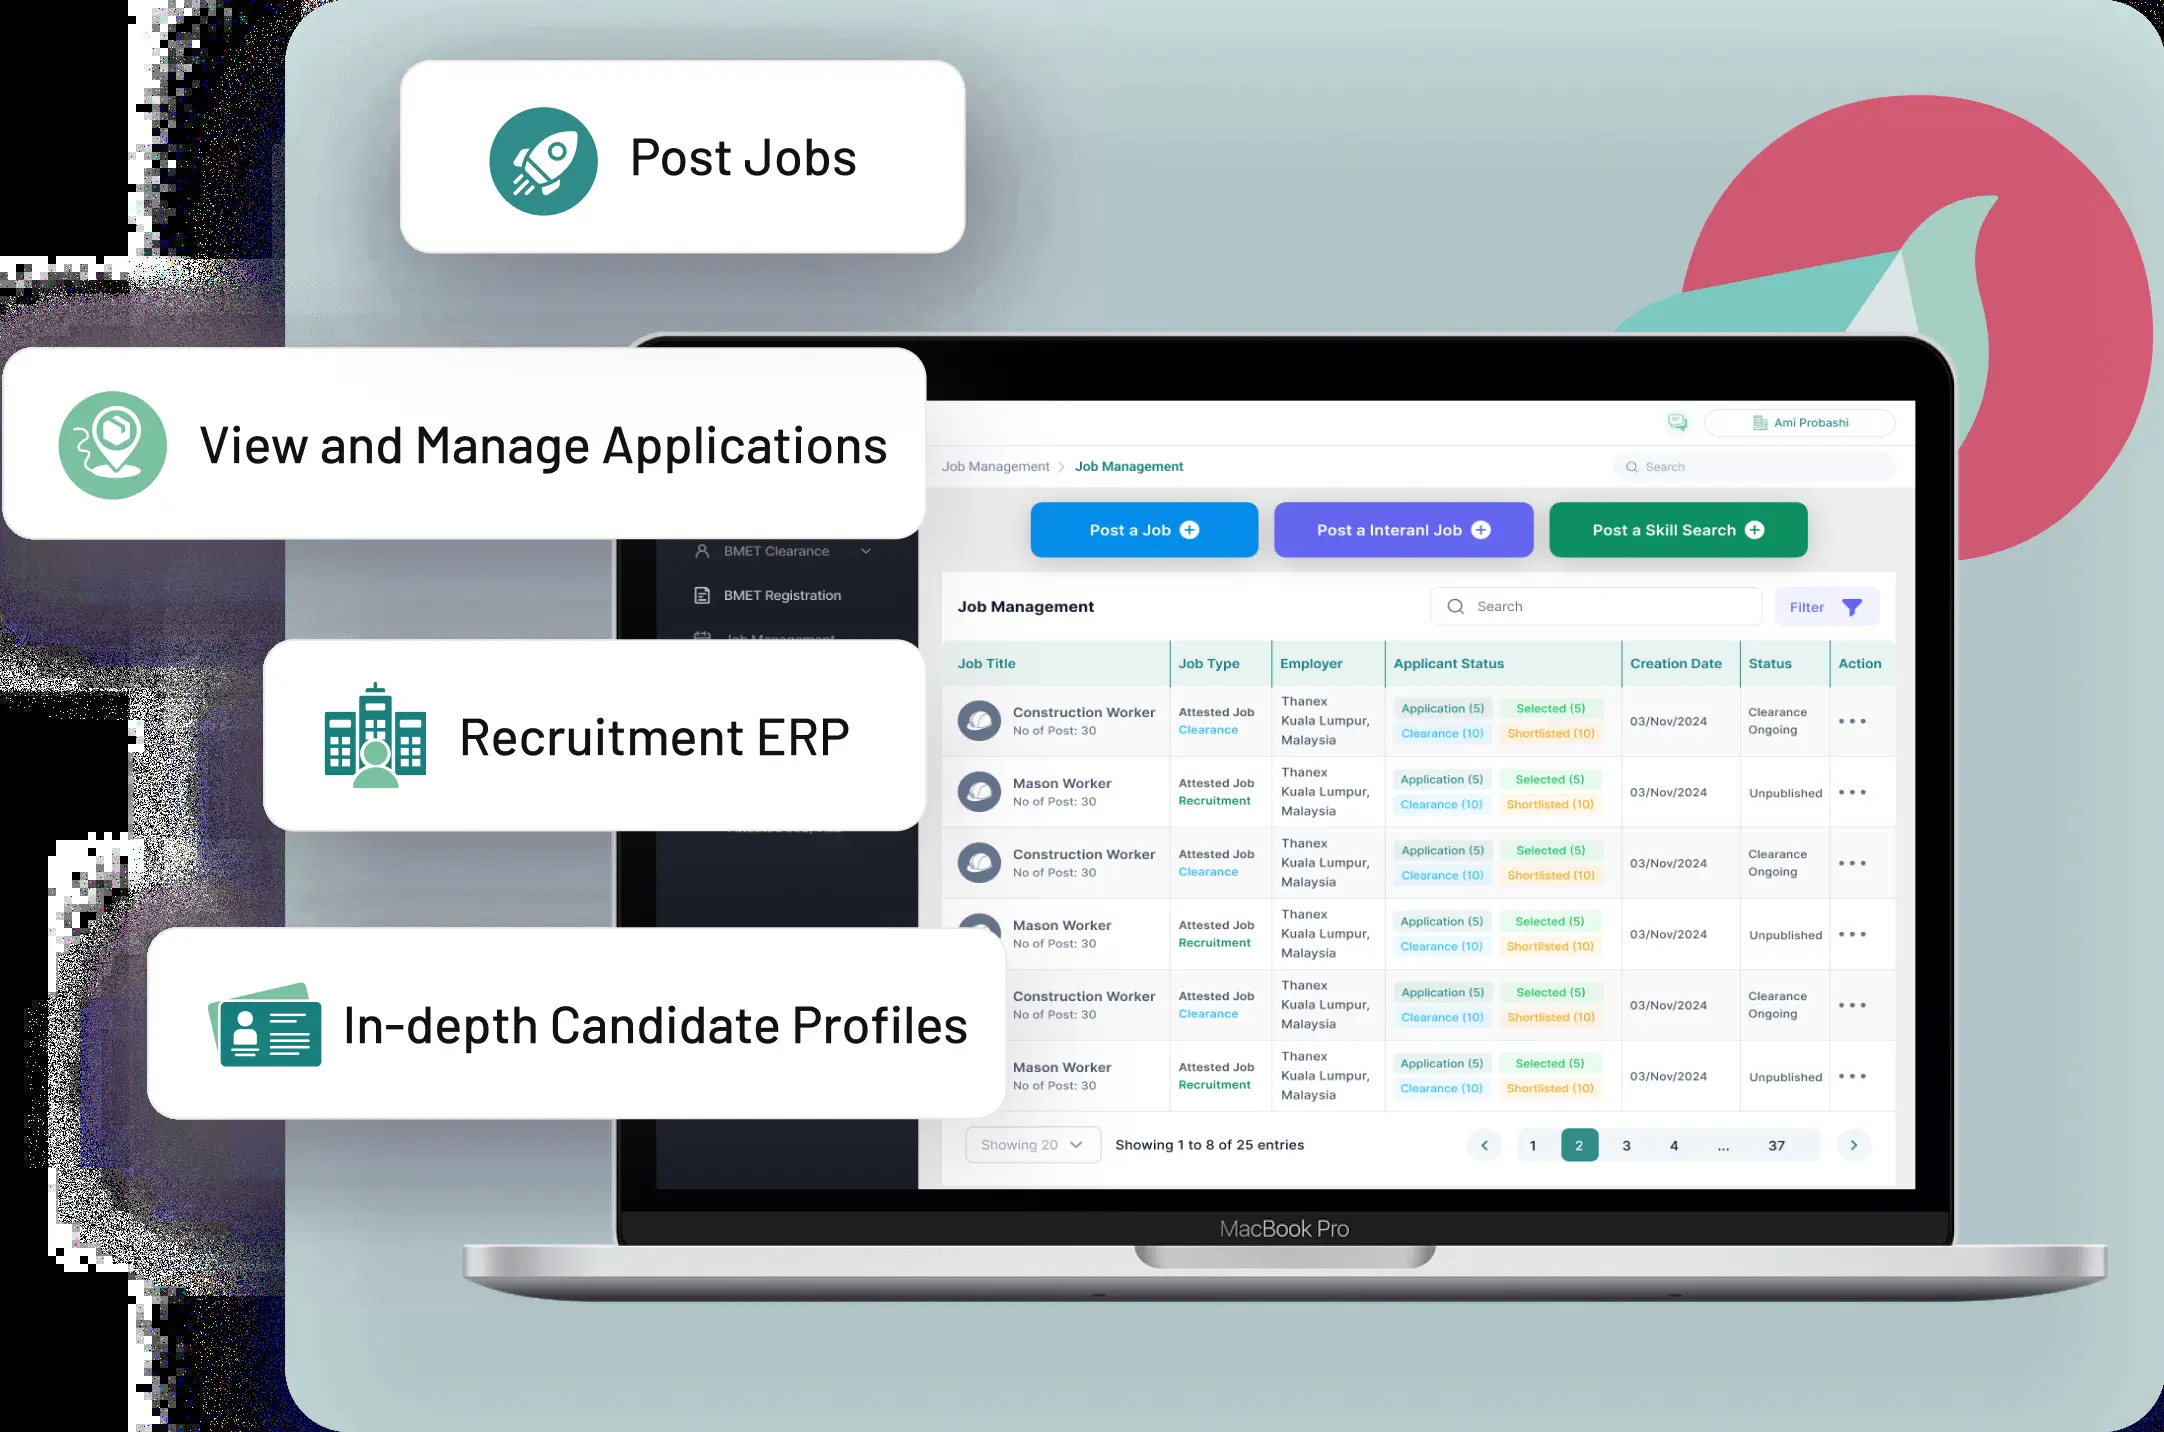 Post Jobs
View and Manage Applications
Recruitment ERP
In-depth Candidate Profiles
Ami Probashi
Job Management > Job Management
Search
Post a Job
Post a Interanl Job
Post a Skill Search
BMET Clearance
BMET Registration
Job Management
Job Management
Search
Filter
Job Title Job Type Employer Applicant Status Creation Date Status Action
Construction Worker
No of Post: 30
Attested Job
Clearance
Thanex
Kuala Lumpur,
Malaysia
Application (5) Selected (5)
Clearance (10) Shortlisted (10)
03/Nov/2024
Clearance
Ongoing
Mason Worker
No of Post: 30
Attested Job
Recruitment
Thanex
Kuala Lumpur,
Malaysia
Application (5) Selected (5)
Clearance (10) Shortlisted (10)
03/Nov/2024
Unpublished
Construction Worker
No of Post: 30
Attested Job
Clearance
Thanex
Kuala Lumpur,
Malaysia
Application (5) Selected (5)
Clearance (10) Shortlisted (10)
03/Nov/2024
Clearance
Ongoing
Mason Worker
No of Post: 30
Attested Job
Recruitment
Thanex
Kuala Lumpur,
Malaysia
Application (5) Selected (5)
Clearance (10) Shortlisted (10)
03/Nov/2024
Unpublished
Construction Worker
No of Post: 30
Attested Job
Clearance
Thanex
Kuala Lumpur,
Malaysia
Application (5) Selected (5)
Clearance (10) Shortlisted (10)
03/Nov/2024
Clearance
Ongoing
Mason Worker
No of Post: 30
Attested Job
Recruitment
Thanex
Kuala Lumpur,
Malaysia
Application (5) Selected (5)
Clearance (10) Shortlisted (10)
03/Nov/2024
Unpublished
Showing 20
Showing 1 to 8 of 25 entries
1 2 3 4 ... 37
MacBook Pro